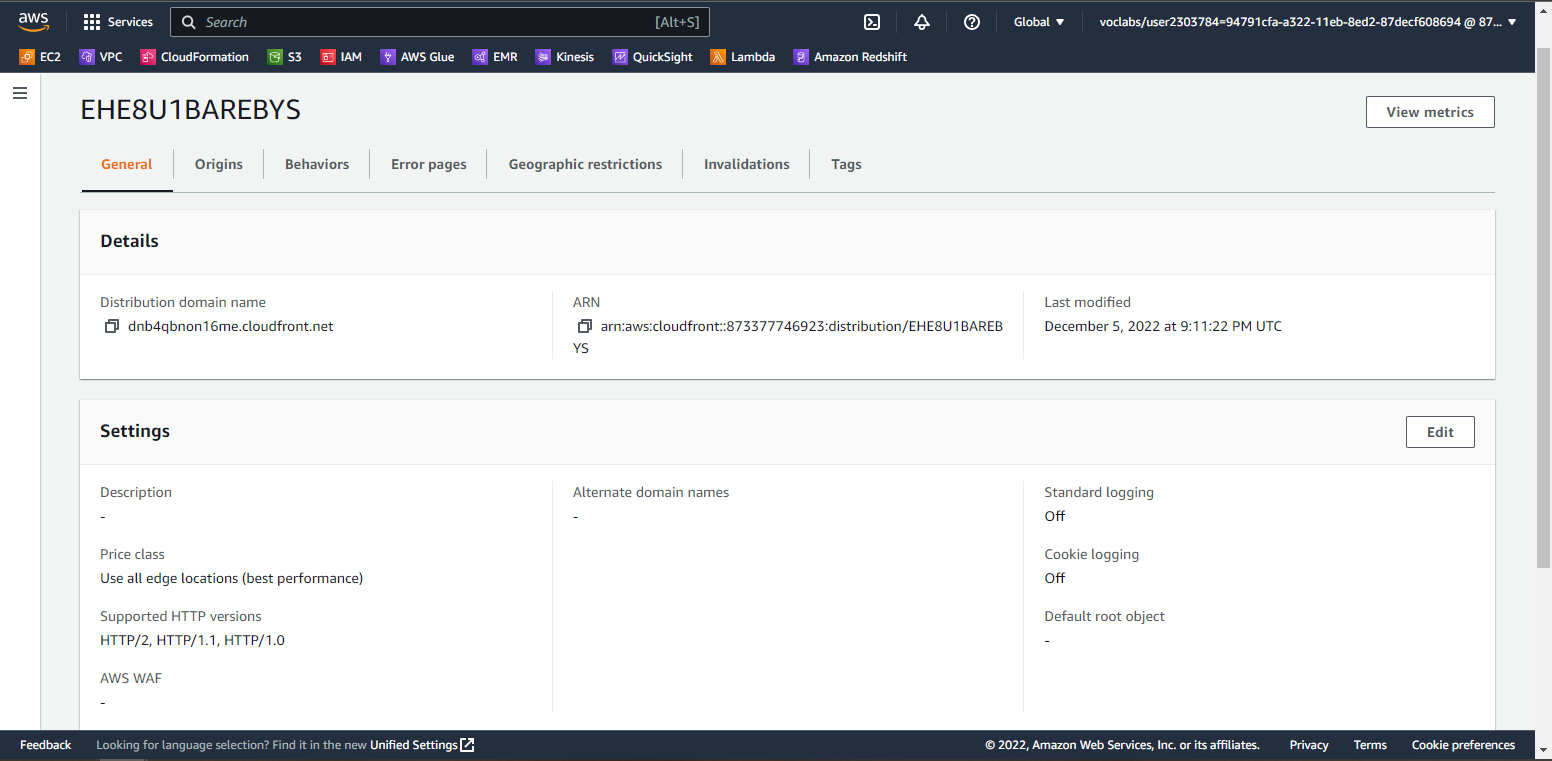 aws Services Search [Alt+S] Global voclabs/user2303784=94791cfa-a322-11eb-8ed2-87decf608694 @ 87...
EC2 VPC CloudFormation S3 IAM AWS Glue EMR Kinesis QuickSight Lambda Amazon Redshift
EHE8U1BAREBYS
View metrics
General Origins Behaviors Error pages Geographic restrictions Invalidations Tags
Details
Distribution domain name
dnb4qbnon16me.cloudfront.net
ARN
arn:aws:cloudfront::873377746923:distribution/EHE8U1BAREB
YS
Last modified
December 5, 2022 at 9:11:22 PM UTC
Settings
Edit
Description
-
Price class
Use all edge locations (best performance)
Supported HTTP versions
HTTP/2, HTTP/1.1, HTTP/1.0
AWS WAF
-
Alternate domain names
-
Standard logging
Off
Cookie logging
Off
Default root object
-
Feedback Looking for language selection? Find it in the new Unified Settings © 2022, Amazon Web Services, Inc. or its affiliates. Privacy Terms Cookie preferences